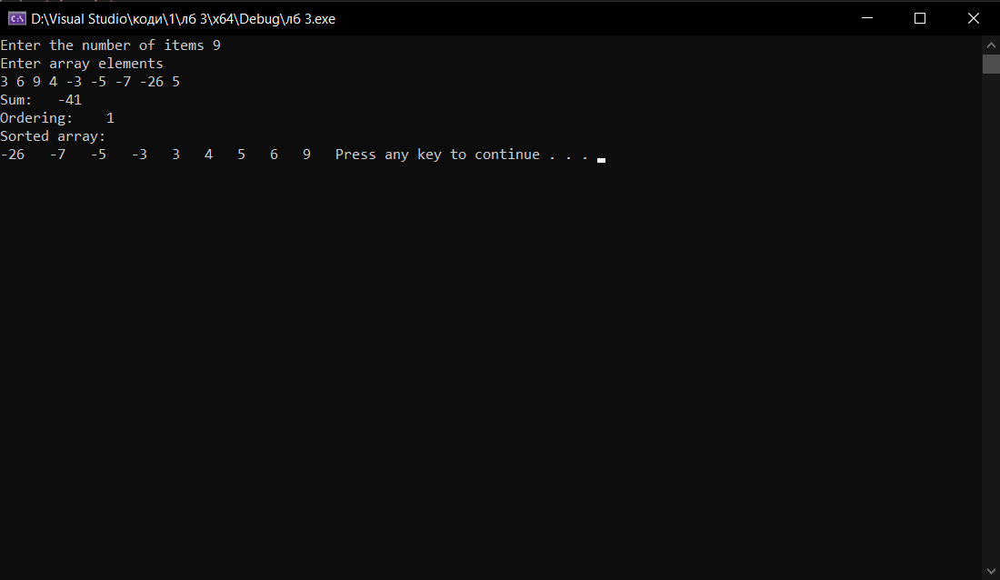 D:\Visual Studio\коди\1\лб 3\x64\Debug\лб 3.exe
Enter the number of items 9
Enter array elements
3 6 9 4 -3 -5 -7 -26 5
Sum:   -41
Ordering:    1
Sorted array:
-26   -7   -5   -3   3   4   5   6   9   Press any key to continue . . .